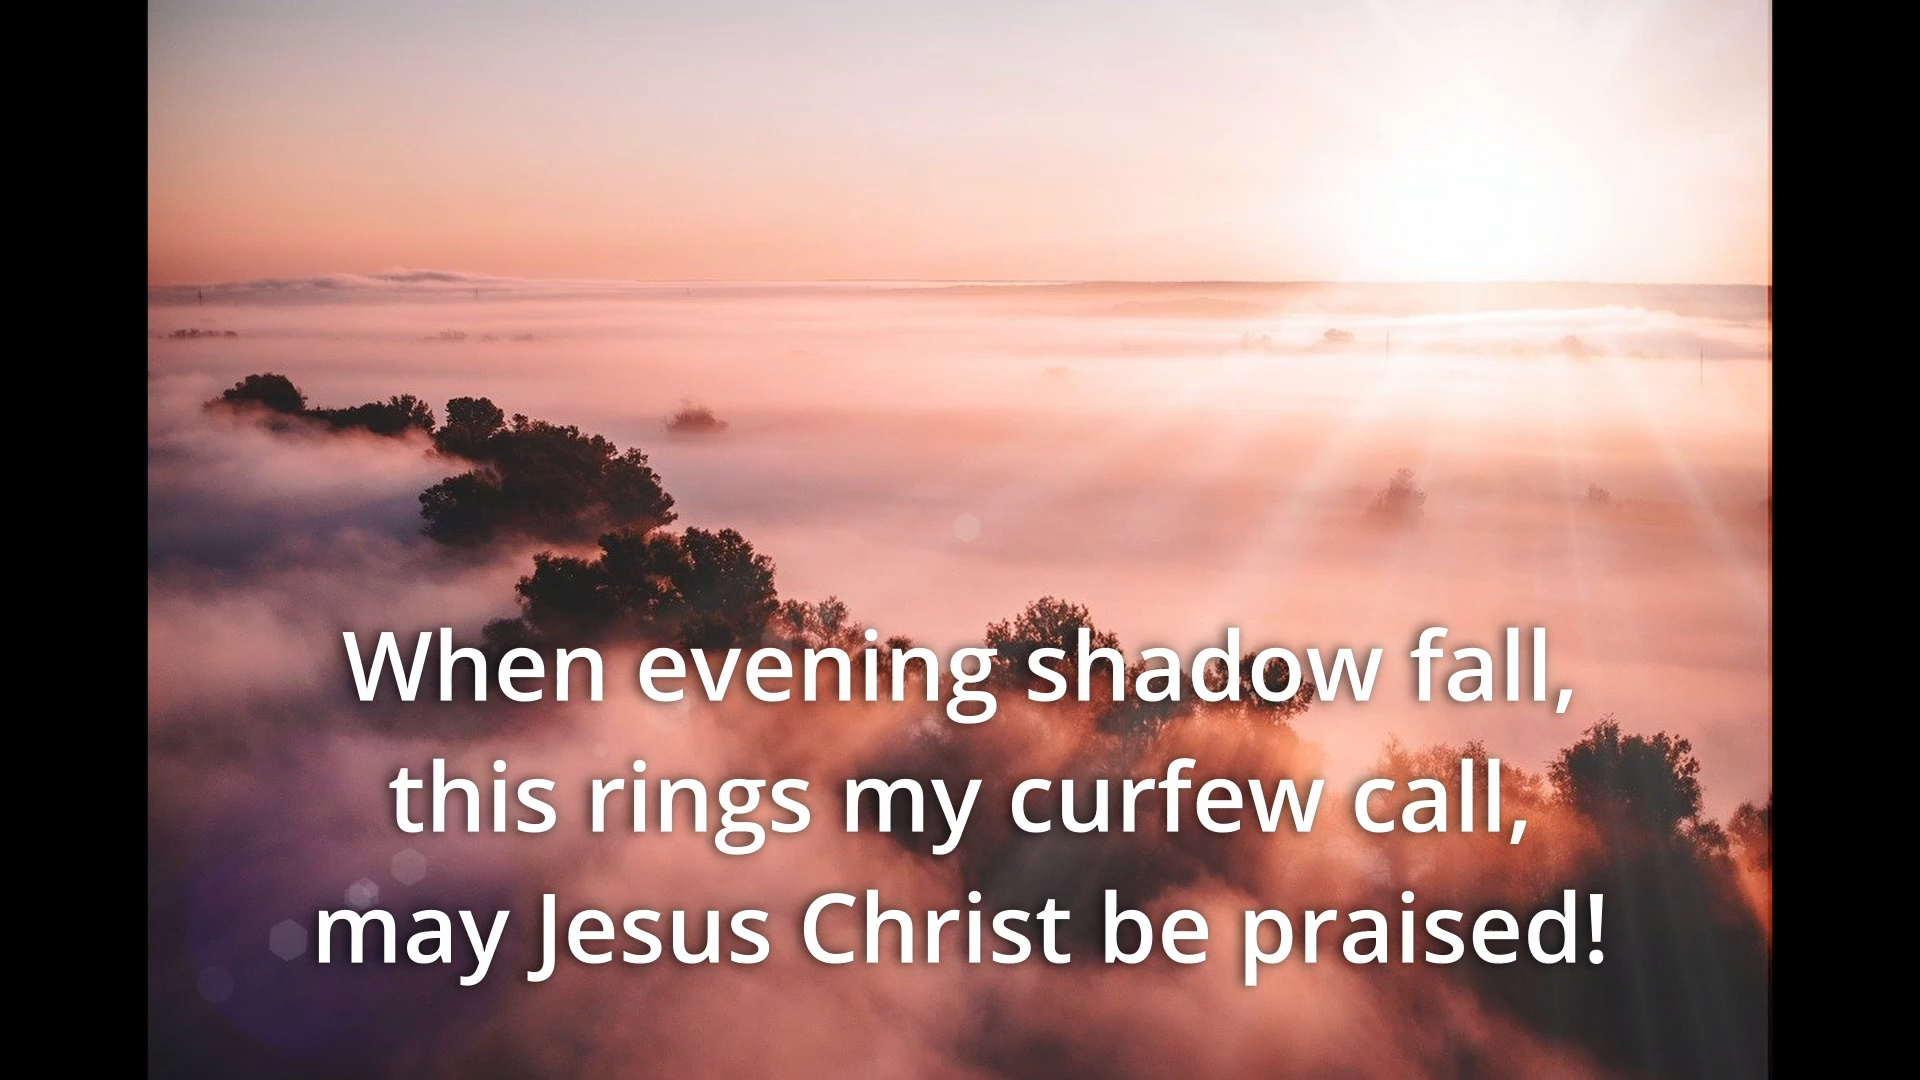 When evening shadow fall,
this rings my curfew call,
may Jesus Christ be praised!